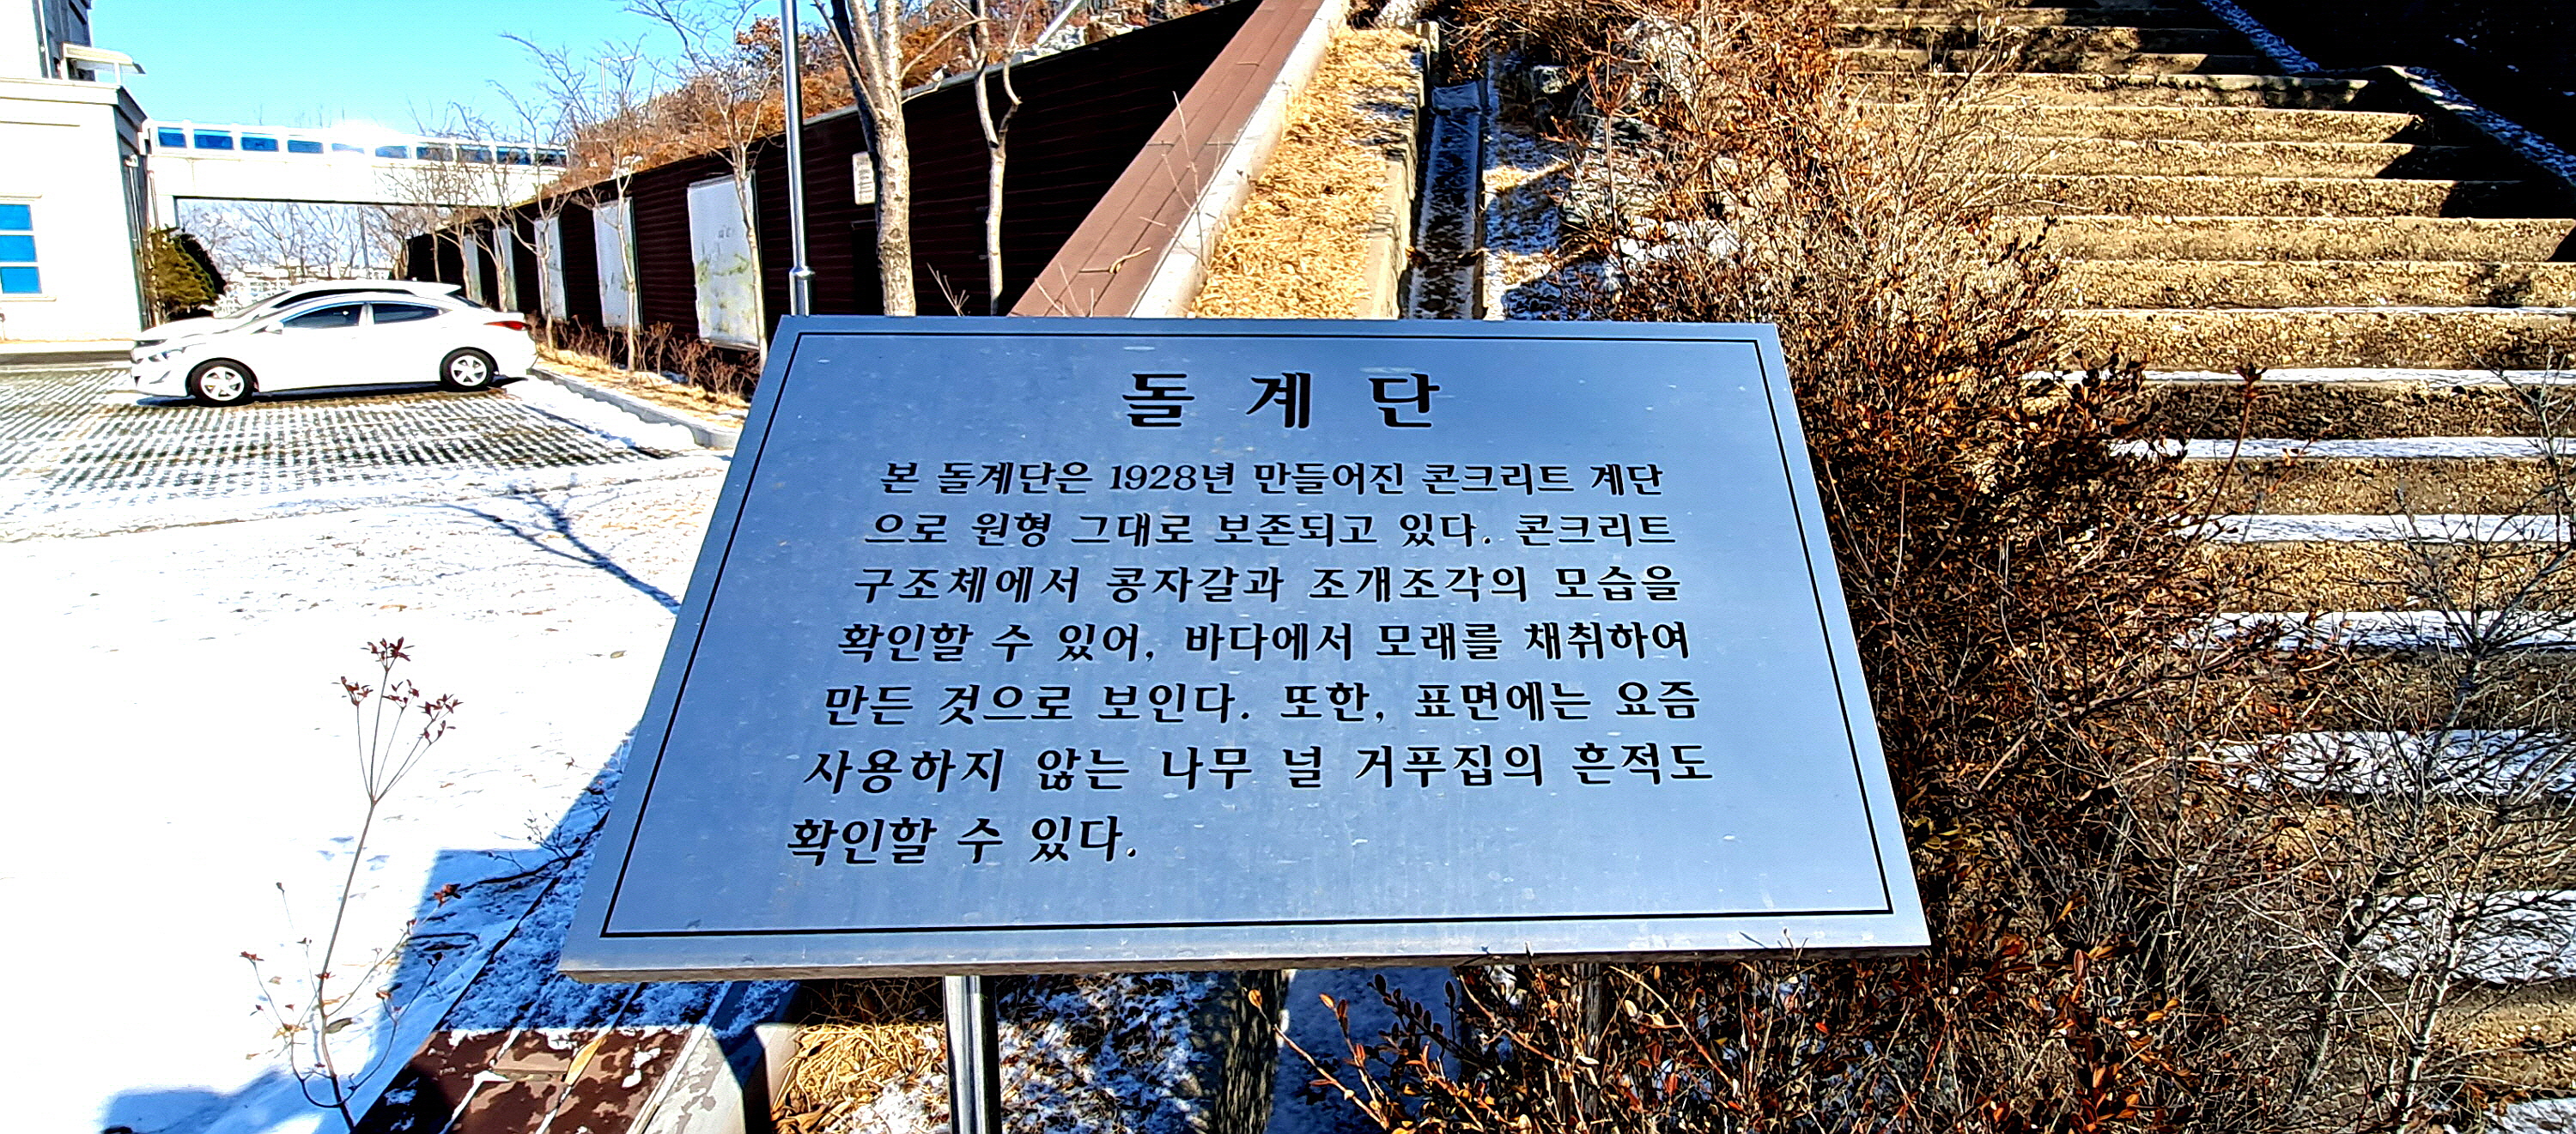 돌계단
본 돌계단은 1928년 만들어진 콘크리트 계단
으로 원형 그대로 보존되고 있다. 콘크리트
구조체에서 콩자갈과 조개조각의 모습을
확인할 수 있어, 바다에서 모래를 채취하여
만든 것으로 보인다. 또한, 표면에는 요즘
사용하지 않는 나무 널 거푸집의 흔적도
확인할 수 있다.